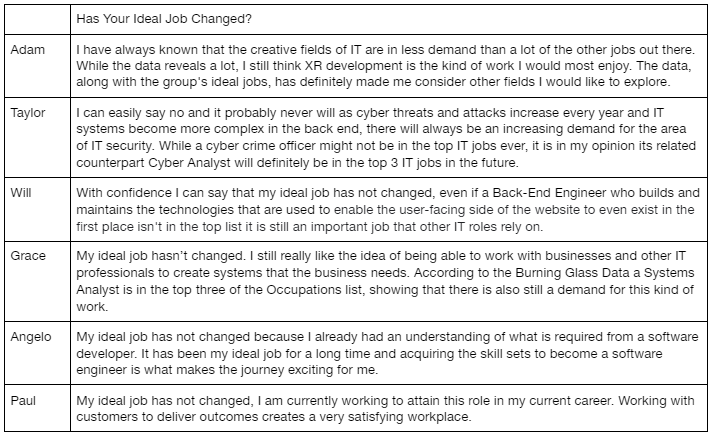 Has Your Ideal Job Changed?
Adam
I have always known that the creative fields of IT are in less demand than a lot of the other jobs out there.
While the data reveals a lot, I still think XR development is the kind of work I would most enjoy. The data,
along with the group's ideal jobs, has definitely made me consider other fields I would like to explore.
Taylor
I can easily say no and it probably never will as cyber threats and attacks increase every year and IT
systems become more complex in the back end, there will always be an increasing demand for the area
of IT security. While a cyber crime officer might not be in the top IT jobs ever, it is in my opinion its related
counterpart Cyber Analyst will definitely be in the top 3 IT jobs in the future.
Will
With confidence I can say that my ideal job has not changed, even if a Back-End Engineer who builds and
maintains the technologies that are used to enable the user-facing side of the website to even exist in the
first place isn't in the top list it is still an important job that other IT roles rely on.
Grace
My ideal job hasn't changed. I still really like the idea of being able to work with businesses and other IT
professionals to create systems that the business needs. According to the Burning Glass Data a Systems
Analyst is in the top three of the Occupations list, showing that there is also still a demand for this kind of
work.
Angelo
My ideal job has not changed because I already had an understanding of what is required from a software
developer. It has been my ideal job for a long time and acquiring the skill sets to become a software
engineer is what makes the journey exciting for me.
Paul
My ideal job has not changed, I am currently working to attain this role in my current career. Working with
customers to deliver outcomes creates a very satisfying workplace.